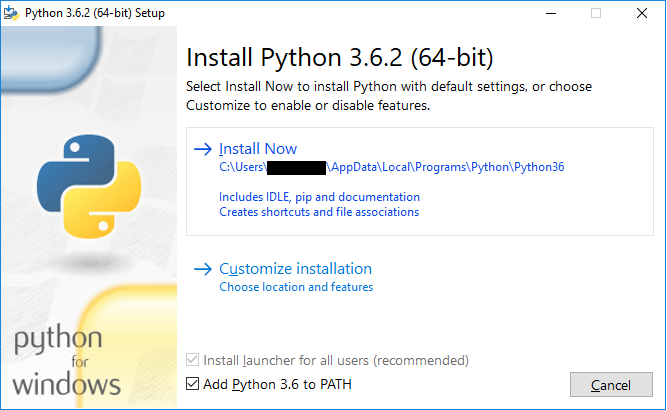 Python 3.6.2 (64-bit) Setup
Install Python 3.6.2 (64-bit)
Select Install Now to install Python with default settings, or choose
Customize to enable or disable features.
Install Now
C:\Users\ \AppData\Local\Programs\Python\Python36
Includes IDLE, pip and documentation
Creates shortcuts and file associations
Customize installation
Choose location and features
python
for
windows
Install launcher for all users (recommended)
Add Python 3.6 to PATH
Cancel